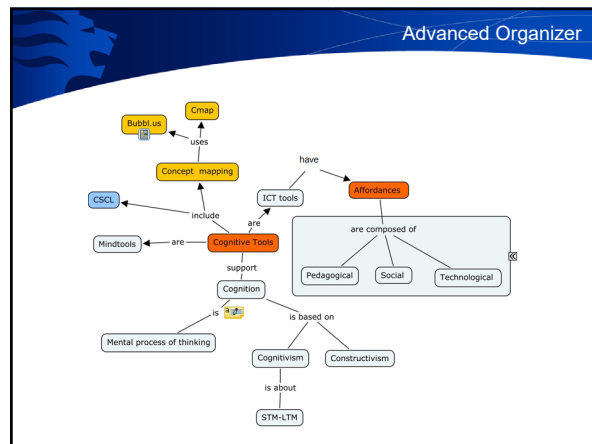 Advanced Organizer
Cmap
Bubbl.us
uses
have
Concept mapping
Affordances
ICT tools
CSCL
include
are
are composed of
Mindtools
are
Cognitive Tools
support
Pedagogical
Social
Technological
Cognition
is
a
is based on
Mental process of thinking
Cognitivism
Constructivism
is about
STM-LTM